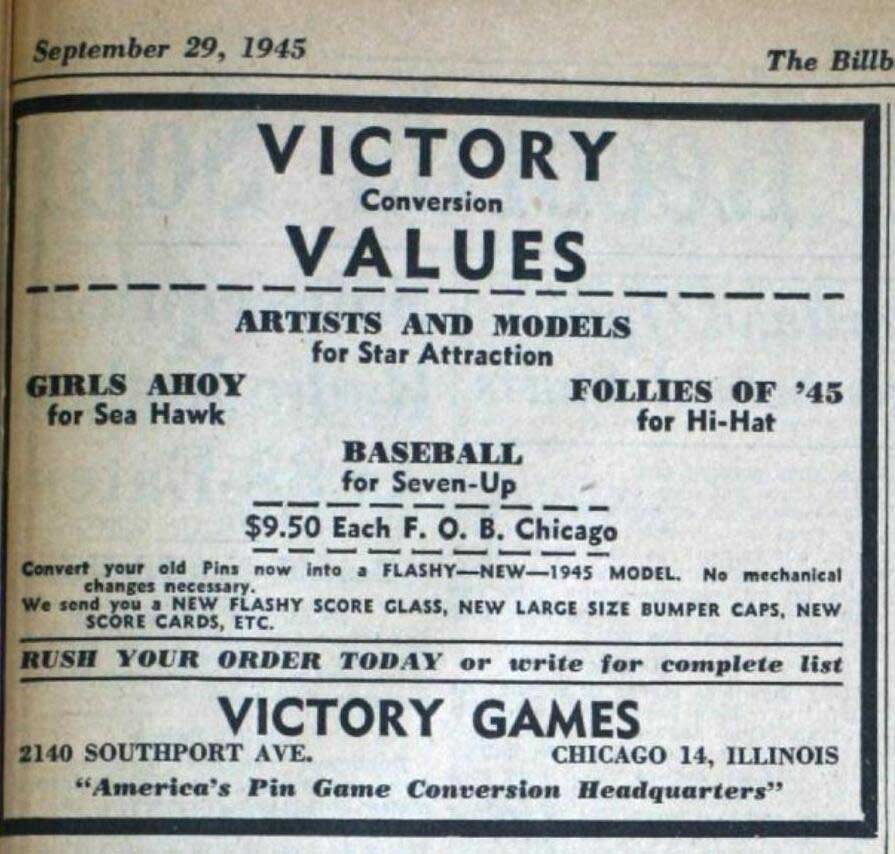 September 29, 1945
The Billb
VICTORY
Conversion
VALUES
ARTISTS AND MODELS
for Star Attraction
GIRLS AHOY
for Sea Hawk
FOLLIES OF '45
for Hi-Hat
BASEBALL
for Seven-Up
$9.50 Each F. O. B. Chicago
Convert your old Pins now into a FLASHY—NEW—1945 MODEL. No mechanical
changes necessary.
We send you a NEW FLASHY SCORE GLASS, NEW LARGE SIZE BUMPER CAPS, NEW
SCORE CARDS, ETC.
RUSH YOUR ORDER TODAY or write for complete list
VICTORY GAMES
2140 SOUTHPORT AVE.
CHICAGO 14, ILLINOIS
"America's Pin Game Conversion Headquarters"